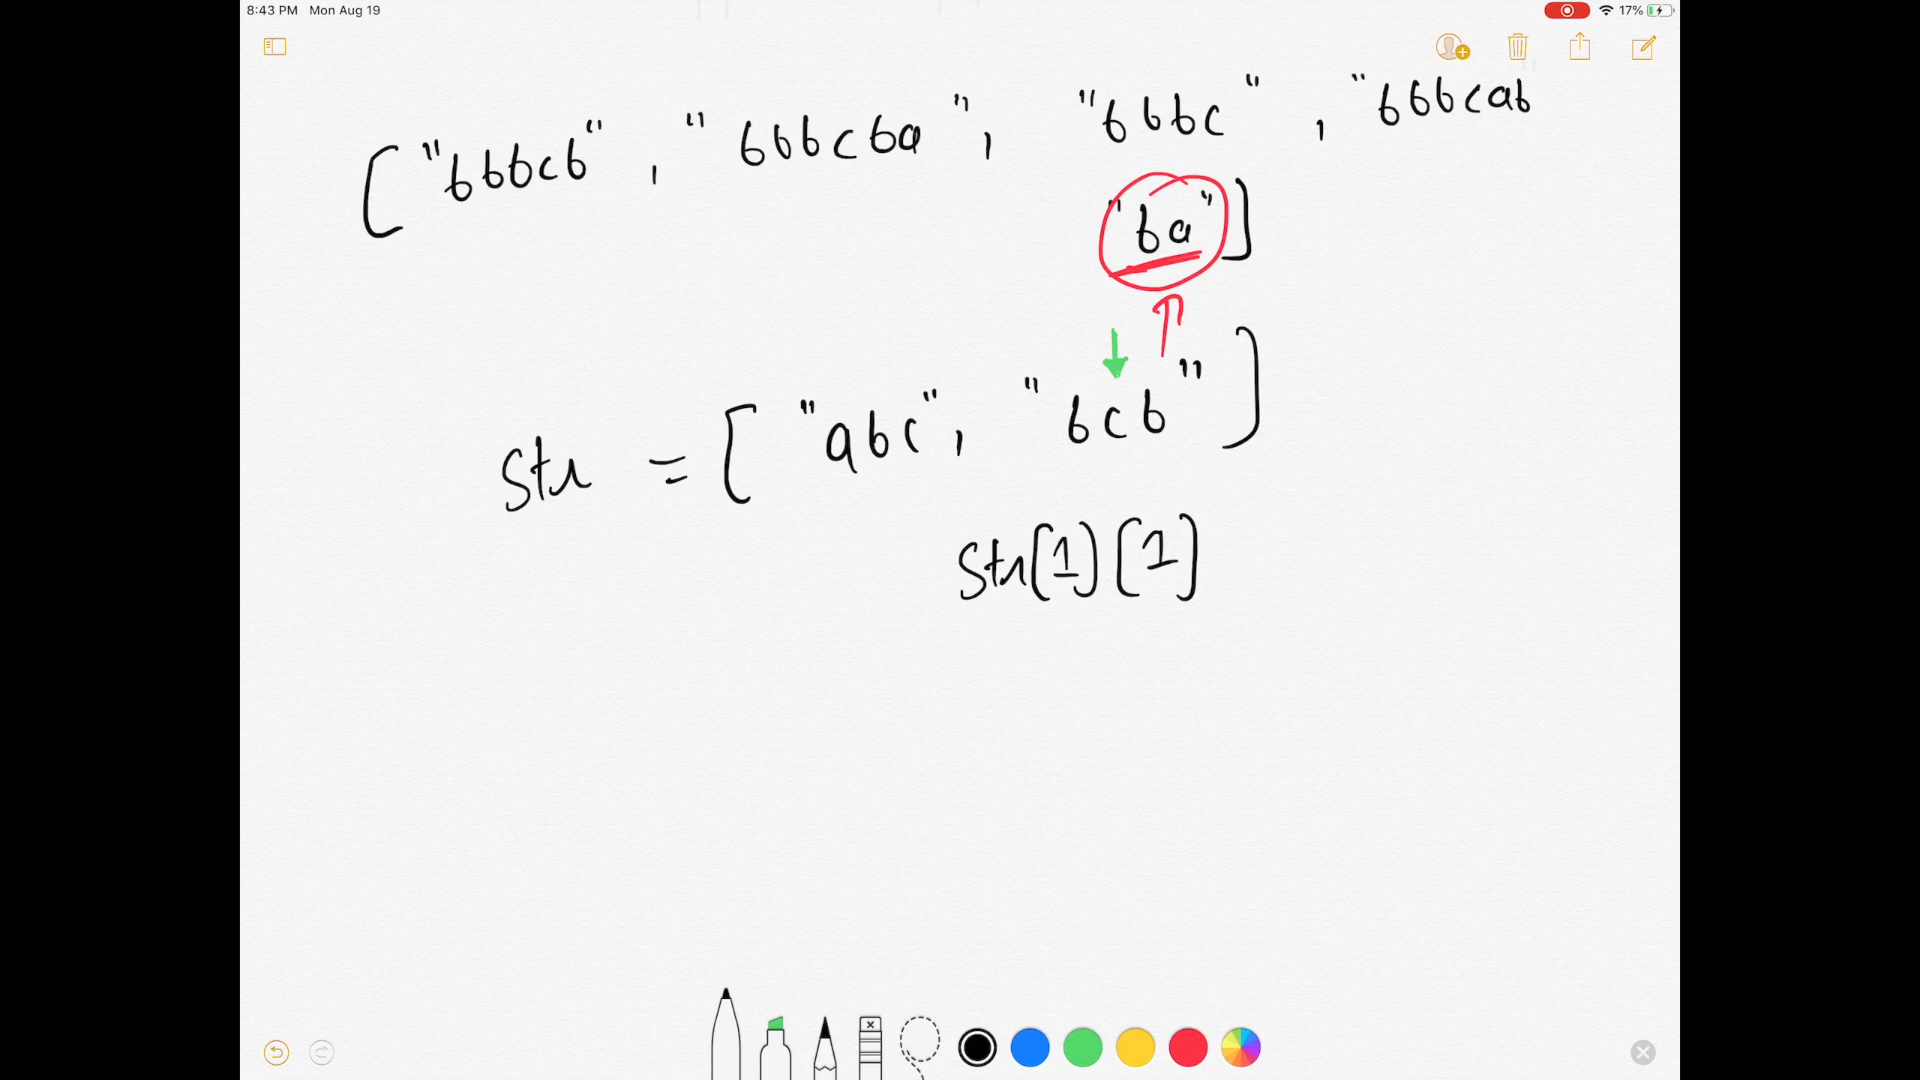 8:43 PM Mon Aug 19 17%
["bbbcb", "bbbcba", "bbbc", "bbbcab
"ba"]
Str = ["abc", "bcb"]
Str[1][1]